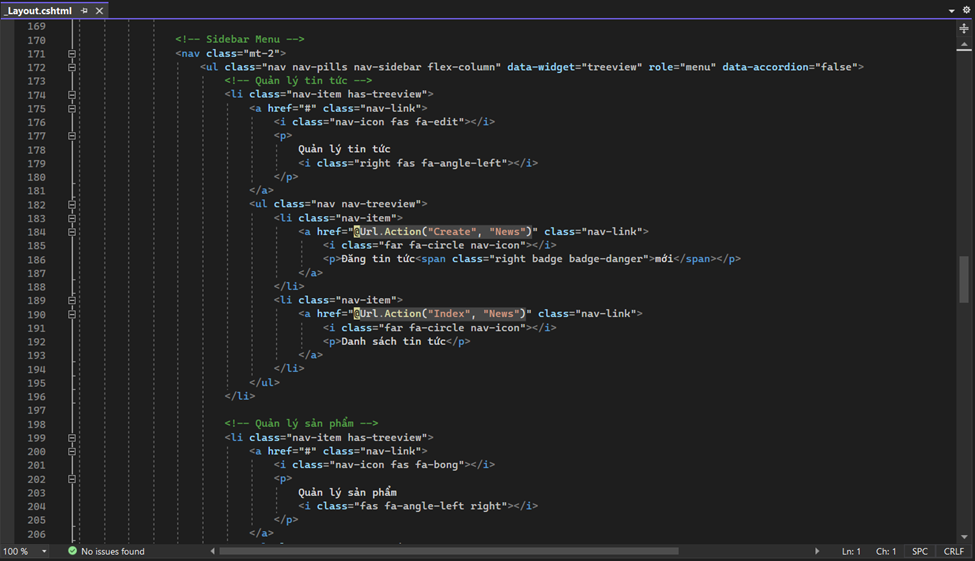 _Layout.cshtml
169
170 <!-- Sidebar Menu -->
171 <nav class="mt-2">
172 <ul class="nav nav-pills nav-sidebar flex-column" data-widget="treeview" role="menu" data-accordion="false">
173 <!-- Quản lý tin tức -->
174 <li class="nav-item has-treeview">
175 <a href="#" class="nav-link">
176 <i class="nav-icon fas fa-edit"></i>
177 <p>
178 Quản lý tin tức
179 <i class="right fas fa-angle-left"></i>
180 </p>
181 </a>
182 <ul class="nav nav-treeview">
183 <li class="nav-item">
184 <a href="@Url.Action("Create", "News")" class="nav-link">
185 <i class="far fa-circle nav-icon"></i>
186 <p>Đăng tin tức<span class="right badge badge-danger">mới</span></p>
187 </a>
188 </li>
189 <li class="nav-item">
190 <a href="@Url.Action("Index", "News")" class="nav-link">
191 <i class="far fa-circle nav-icon"></i>
192 <p>Danh sách tin tức</p>
193 </a>
194 </li>
195 </ul>
196 </li>
197
198 <!-- Quản lý sản phẩm -->
199 <li class="nav-item has-treeview">
200 <a href="#" class="nav-link">
201 <i class="nav-icon fas fa-bong"></i>
202 <p>
203 Quản lý sản phẩm
204 <i class="fas fa-angle-left right"></i>
205 </p>
206 </a>
100 % No issues found Ln: 1 Ch: 1 SPC CRLF